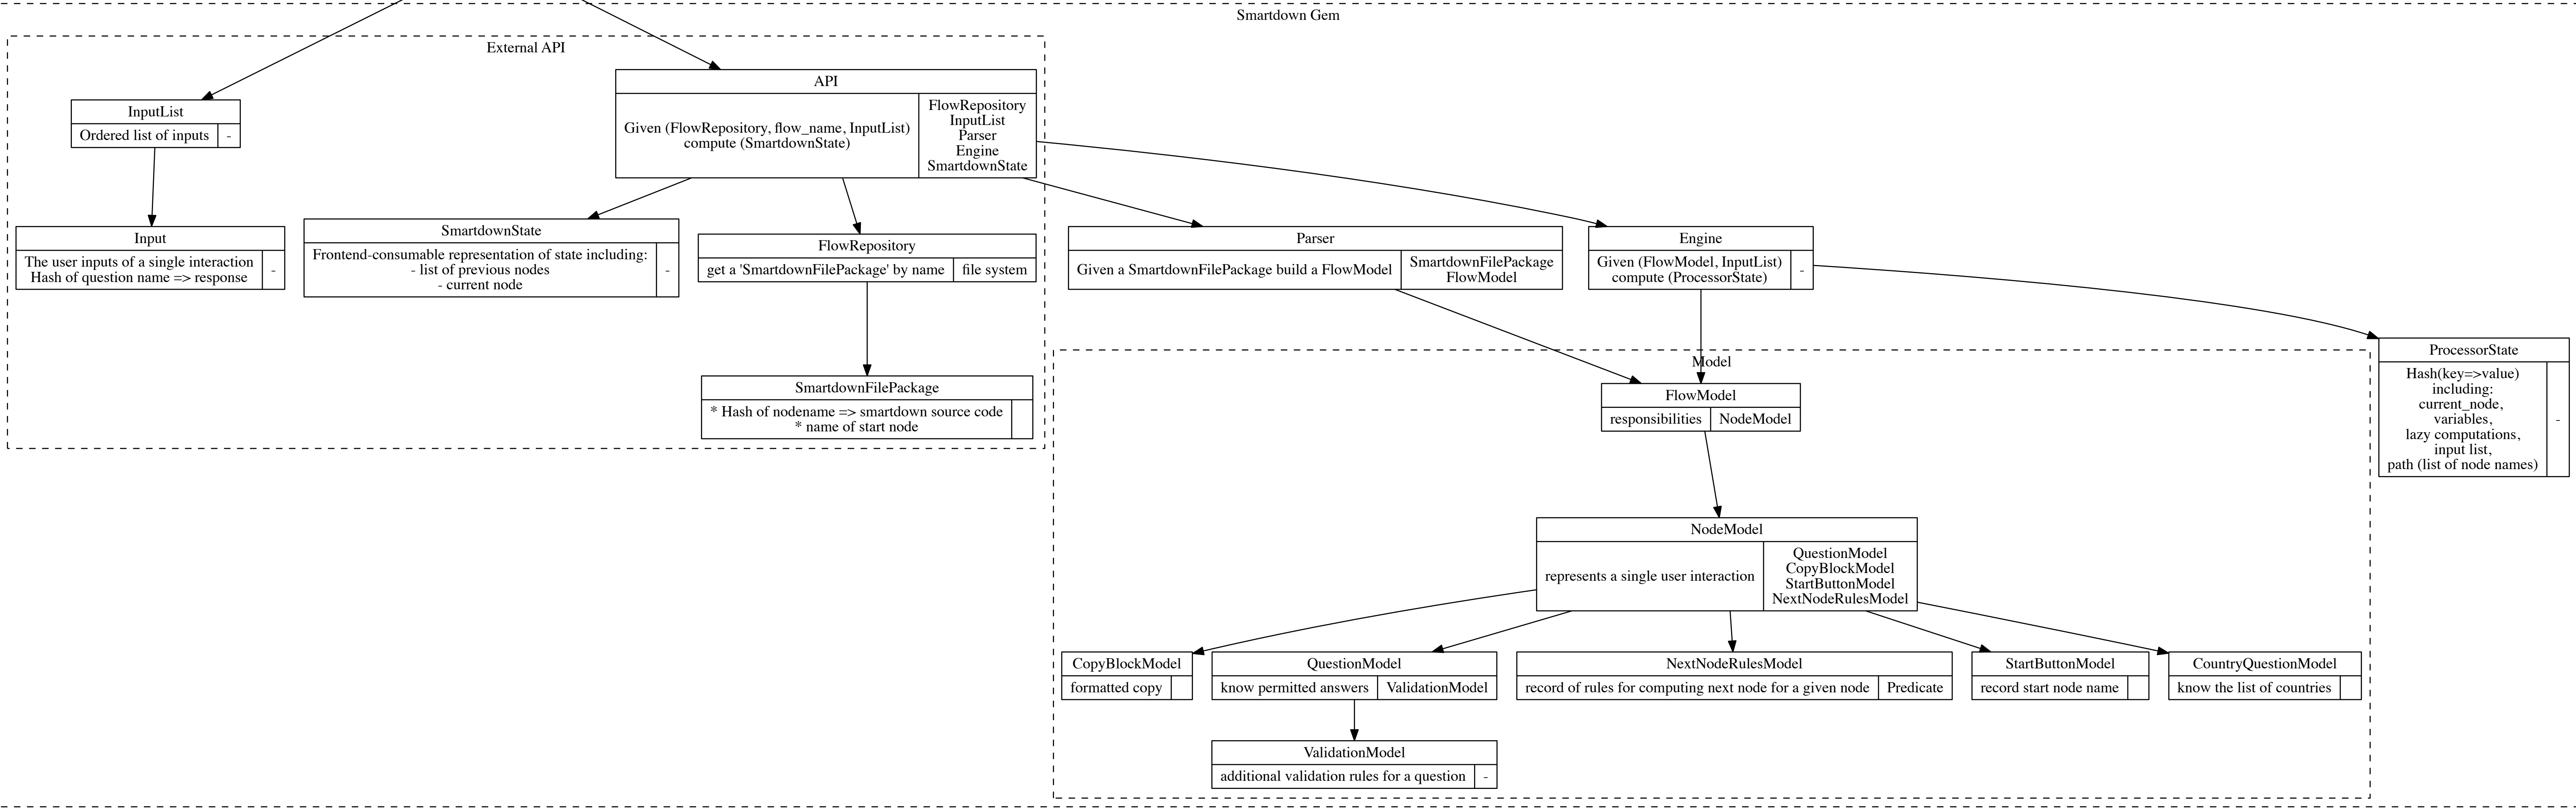 Smartdown Gem
External API
API
Given (FlowRepository, flow_name, InputList)
compute (SmartdownState)
FlowRepository
InputList
Parser
Engine
SmartdownState
InputList
Ordered list of inputs
-
Input
The user inputs of a single interaction
Hash of question name => response
-
SmartdownState
Frontend-consumable representation of state including:
- list of previous nodes
- current node
-
FlowRepository
get a 'SmartdownFilePackage' by name
file system
Parser
Given a SmartdownFilePackage build a FlowModel
SmartdownFilePackage
FlowModel
Engine
Given (FlowModel, InputList)
compute (ProcessorState)
-
SmartdownFilePackage
* Hash of nodename => smartdown source code
* name of start node
Model
ProcessorState
Hash(key=>value)
including:
current_node,
variables,
lazy computations,
input list,
path (list of node names)
-
FlowModel
responsibilities
NodeModel
NodeModel
represents a single user interaction
QuestionModel
CopyBlockModel
StartButtonModel
NextNodeRulesModel
CopyBlockModel
formatted copy
QuestionModel
know permitted answers
ValidationModel
NextNodeRulesModel
record of rules for computing next node for a given node
Predicate
StartButtonModel
record start node name
CountryQuestionModel
know the list of countries
ValidationModel
additional validation rules for a question
-